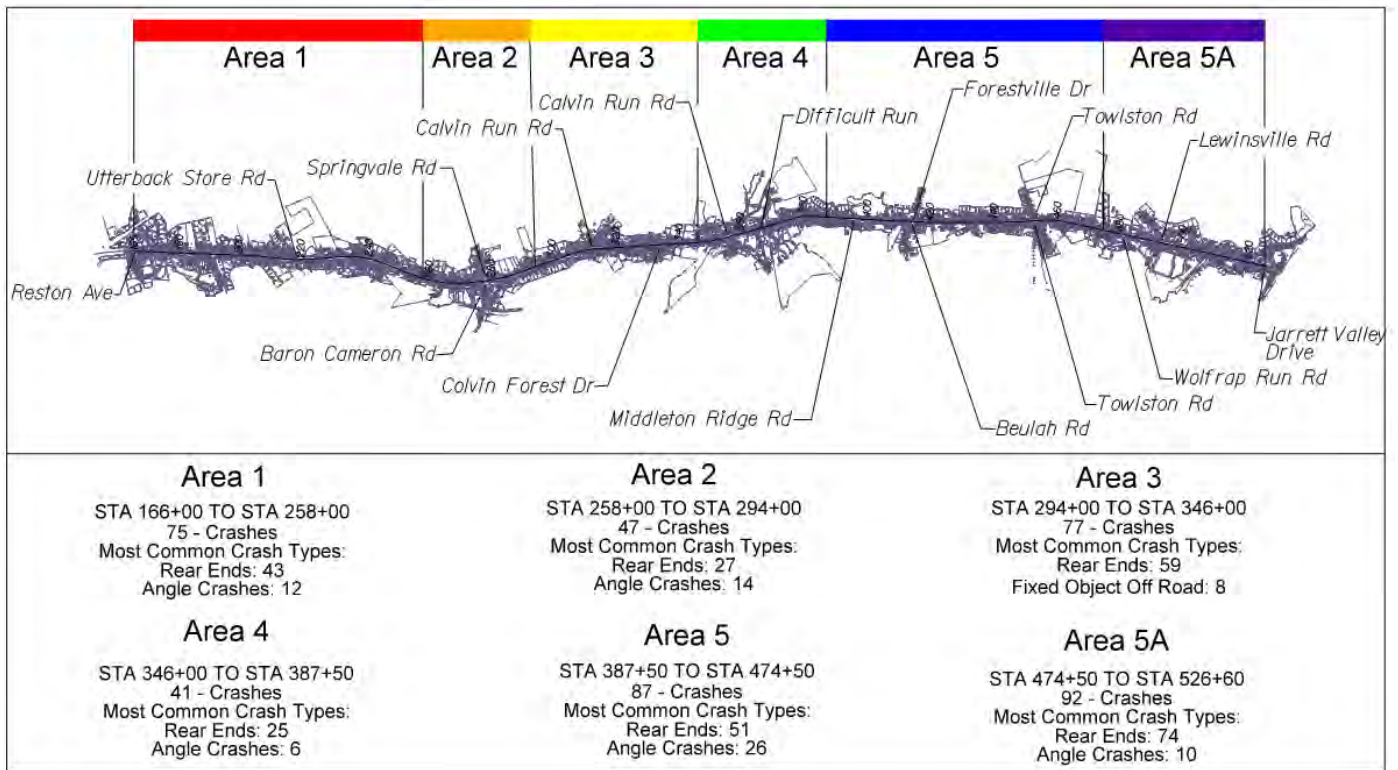 Area 1
Area 2
Area 3
Area 4
Area 5
Area 5A
Calvin Run Rd
Forestville Dr
Difficult Run
Towlston Rd
Calvin Run Rd
Lewinsville Rd
Springvale Rd
Utterback Store Rd
Reston Ave
Baron Cameron Rd
Colvin Forest Dr
Middleton Ridge Rd
Beulah Rd
Towlston Rd
Wolfrap Run Rd
Jarrett Valley
Drive
Area 1
STA 166+00 TO STA 258+00
75 - Crashes
Most Common Crash Types:
Rear Ends: 43
Angle Crashes: 12
Area 2
STA 258+00 TO STA 294+00
47 - Crashes
Most Common Crash Types:
Rear Ends: 27
Angle Crashes: 14
Area 3
STA 294+00 TO STA 346+00
77 - Crashes
Most Common Crash Types:
Rear Ends: 59
Fixed Object Off Road: 8
Area 4
STA 346+00 TO STA 387+50
41 - Crashes
Most Common Crash Types:
Rear Ends: 25
Angle Crashes: 6
Area 5
STA 387+50 TO STA 474+50
87 - Crashes
Most Common Crash Types:
Rear Ends: 51
Angle Crashes: 26
Area 5A
STA 474+50 TO STA 526+60
92 - Crashes
Most Common Crash Types:
Rear Ends: 74
Angle Crashes: 10